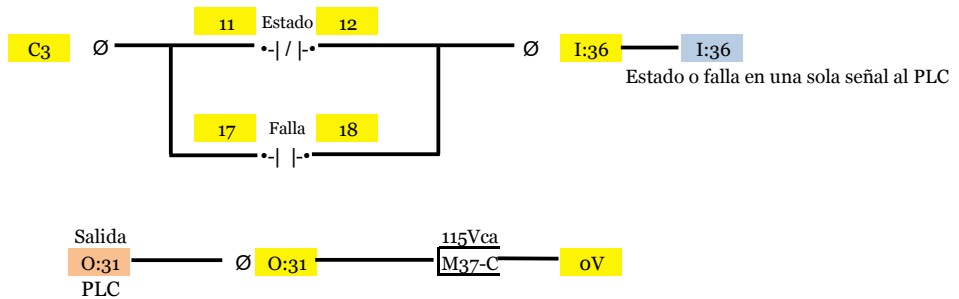 11 Estado 12
C3 Ø •-| / |-• Ø I:36 I:36
Estado o falla en una sola señal al PLC
17 Falla 18
•-| |-•
Salida 115Vca
O:31 Ø O:31 M37-C 0V
PLC